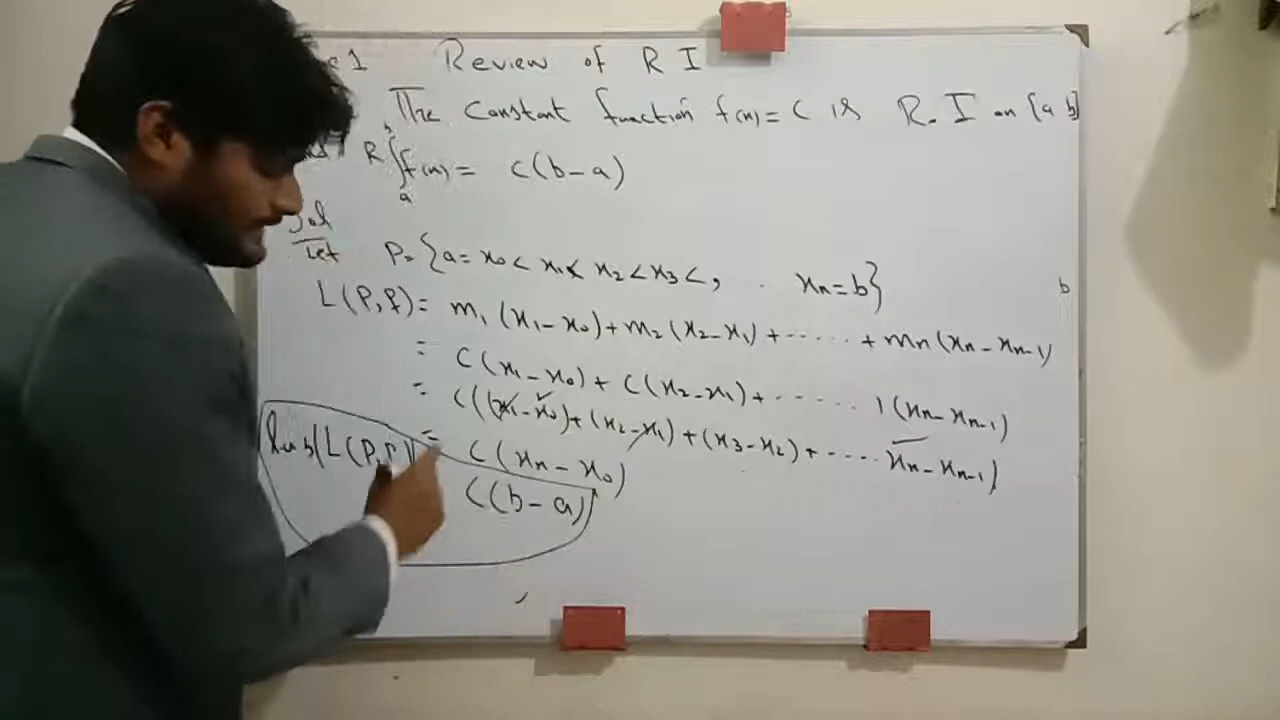 e 1 Review of R I
The Constant function f(x) = C is R.I on [a b]
R ∫ₐᵇ f(x) = C(b-a)
Sol
Let P = {a = x₀ < x₁ < x₂ < x₃ < , . xₙ = b}
b
L(P,f) = m₁(x₁-x₀) + m₂(x₂-x₁) + ...... + mₙ(xₙ-xₙ₋₁)
= C(x₁-x₀) + C(x₂-x₁) + ...... (xₙ-xₙ₋₁)
= C((x₁-x₀) + (x₂-x₁) + (x₃-x₂) + ..... xₙ-xₙ₋₁)
L(P,f) = C(xₙ-x₀)
C(b-a)